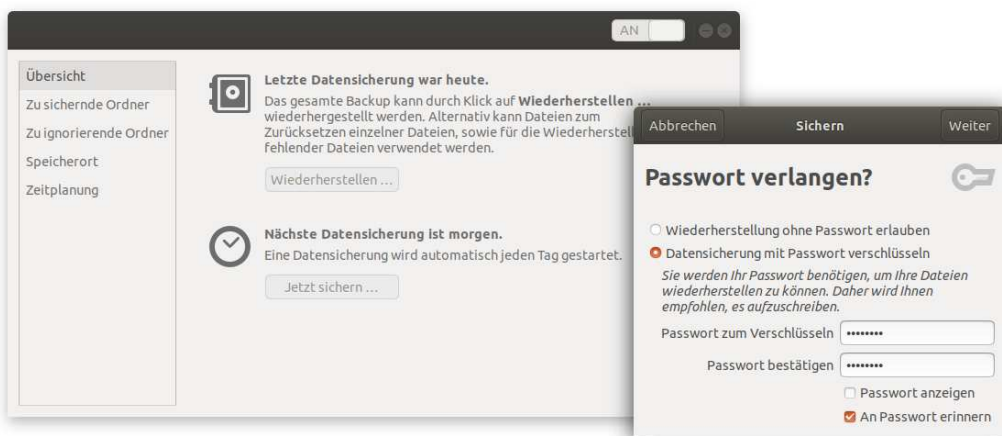 AN
Übersicht
Zu sichernde Ordner
Zu ignorierende Ordner
Speicherort
Zeitplanung
Letzte Datensicherung war heute.
Das gesamte Backup kann durch Klick auf Wiederherstellen …
wiederhergestellt werden. Alternativ kann Dateien zum
Zurücksetzen einzelner Dateien, sowie für die Wiederherstell
fehlender Dateien verwendet werden.
Wiederherstellen …
Nächste Datensicherung ist morgen.
Eine Datensicherung wird automatisch jeden Tag gestartet.
Jetzt sichern …
Abbrechen Sichern Weiter
Passwort verlangen?
Wiederherstellung ohne Passwort erlauben
Datensicherung mit Passwort verschlüsseln
Sie werden Ihr Passwort benötigen, um Ihre Dateien
wiederherstellen zu können. Daher wird Ihnen
empfohlen, es aufzuschreiben.
Passwort zum Verschlüsseln ••••••••
Passwort bestätigen ••••••••
Passwort anzeigen
An Passwort erinnern